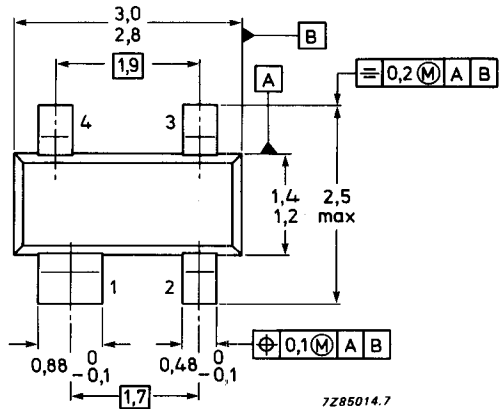 3,0
2,8
B
1,9
A
⌯ 0,2 Ⓜ A B
4
3
1,4
1,2
2,5
max
1
2
0,88 0
-0,1
0,48 0
-0,1
⌖ 0,1 Ⓜ A B
1,7
7Z85014.7